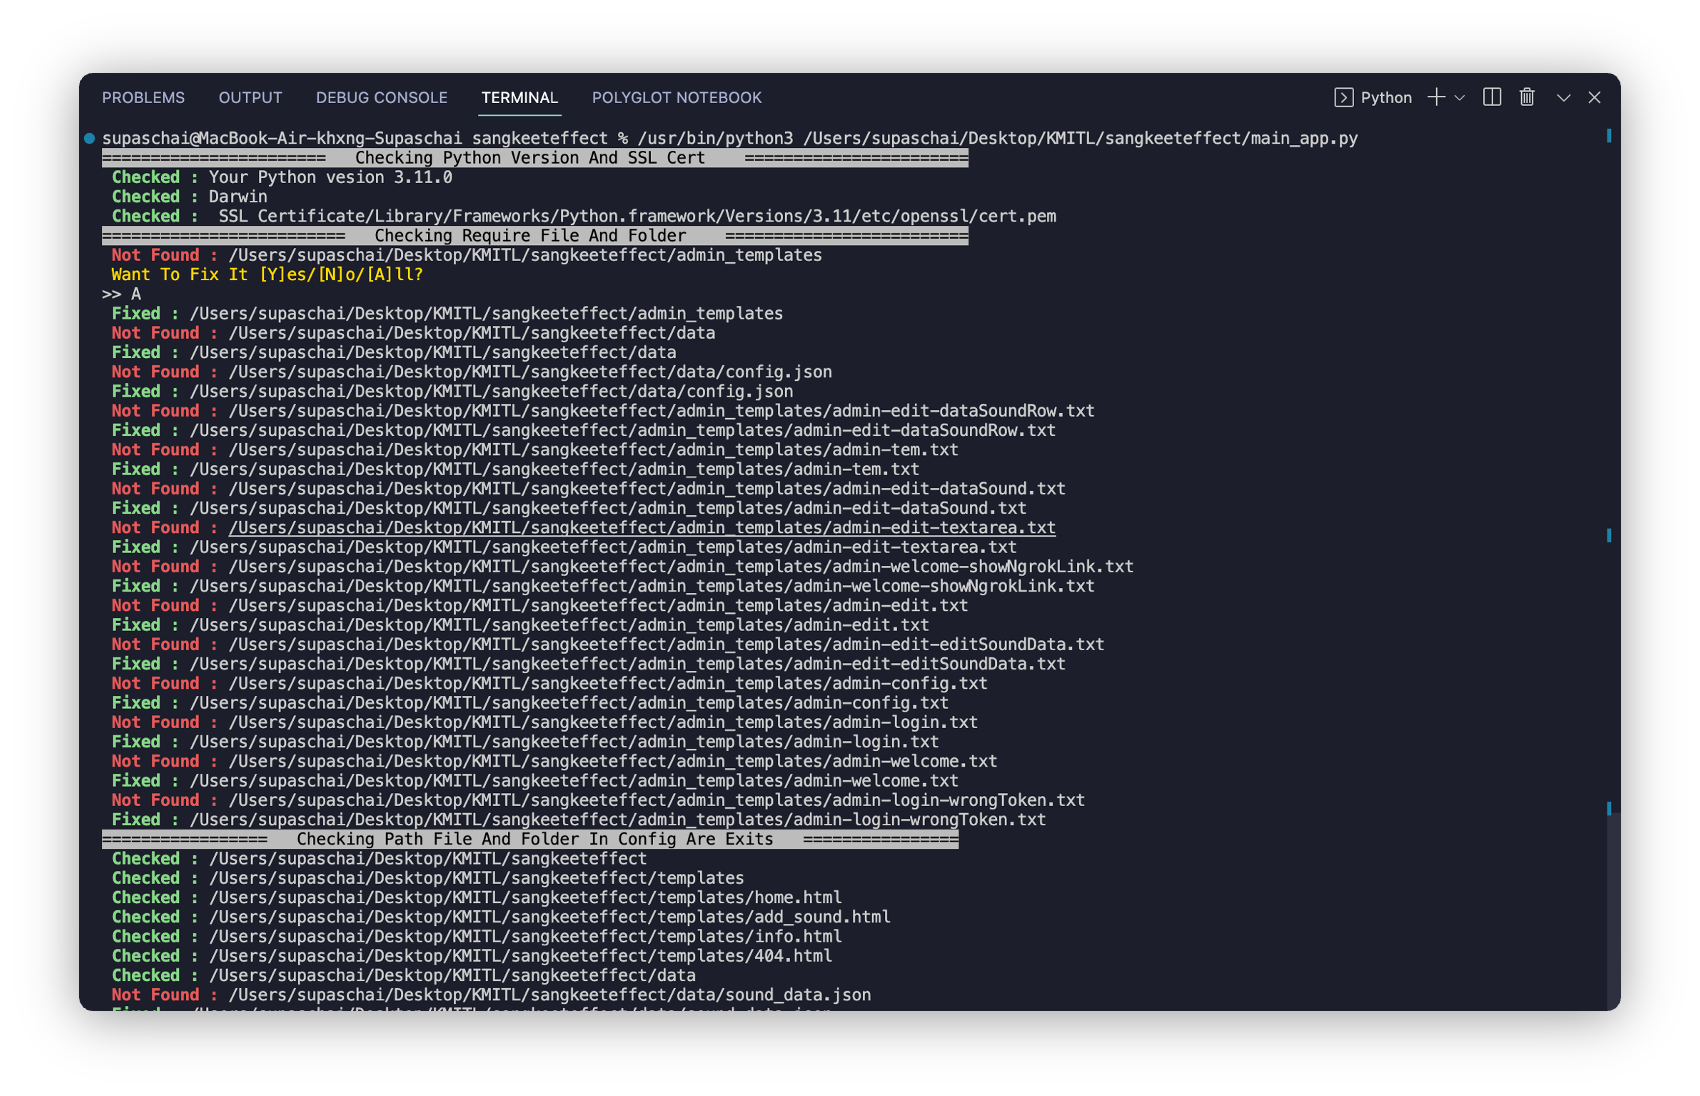 PROBLEMS OUTPUT DEBUG CONSOLE TERMINAL POLYGLOT NOTEBOOK Python
supaschai@MacBook-Air-khxng-Supaschai sangkeeteffect % /usr/bin/python3 /Users/supaschai/Desktop/KMITL/sangkeeteffect/main_app.py
======================= Checking Python Version And SSL Cert =======================
Checked : Your Python vesion 3.11.0
Checked : Darwin
Checked : SSL Certificate/Library/Frameworks/Python.framework/Versions/3.11/etc/openssl/cert.pem
========================= Checking Require File And Folder =========================
Not Found : /Users/supaschai/Desktop/KMITL/sangkeeteffect/admin_templates
Want To Fix It [Y]es/[N]o/[A]ll?
>> A
Fixed : /Users/supaschai/Desktop/KMITL/sangkeeteffect/admin_templates
Not Found : /Users/supaschai/Desktop/KMITL/sangkeeteffect/data
Fixed : /Users/supaschai/Desktop/KMITL/sangkeeteffect/data
Not Found : /Users/supaschai/Desktop/KMITL/sangkeeteffect/data/config.json
Fixed : /Users/supaschai/Desktop/KMITL/sangkeeteffect/data/config.json
Not Found : /Users/supaschai/Desktop/KMITL/sangkeeteffect/admin_templates/admin-edit-dataSoundRow.txt
Fixed : /Users/supaschai/Desktop/KMITL/sangkeeteffect/admin_templates/admin-edit-dataSoundRow.txt
Not Found : /Users/supaschai/Desktop/KMITL/sangkeeteffect/admin_templates/admin-tem.txt
Fixed : /Users/supaschai/Desktop/KMITL/sangkeeteffect/admin_templates/admin-tem.txt
Not Found : /Users/supaschai/Desktop/KMITL/sangkeeteffect/admin_templates/admin-edit-dataSound.txt
Fixed : /Users/supaschai/Desktop/KMITL/sangkeeteffect/admin_templates/admin-edit-dataSound.txt
Not Found : /Users/supaschai/Desktop/KMITL/sangkeeteffect/admin_templates/admin-edit-textarea.txt
Fixed : /Users/supaschai/Desktop/KMITL/sangkeeteffect/admin_templates/admin-edit-textarea.txt
Not Found : /Users/supaschai/Desktop/KMITL/sangkeeteffect/admin_templates/admin-welcome-showNgrokLink.txt
Fixed : /Users/supaschai/Desktop/KMITL/sangkeeteffect/admin_templates/admin-welcome-showNgrokLink.txt
Not Found : /Users/supaschai/Desktop/KMITL/sangkeeteffect/admin_templates/admin-edit.txt
Fixed : /Users/supaschai/Desktop/KMITL/sangkeeteffect/admin_templates/admin-edit.txt
Not Found : /Users/supaschai/Desktop/KMITL/sangkeeteffect/admin_templates/admin-edit-editSoundData.txt
Fixed : /Users/supaschai/Desktop/KMITL/sangkeeteffect/admin_templates/admin-edit-editSoundData.txt
Not Found : /Users/supaschai/Desktop/KMITL/sangkeeteffect/admin_templates/admin-config.txt
Fixed : /Users/supaschai/Desktop/KMITL/sangkeeteffect/admin_templates/admin-config.txt
Not Found : /Users/supaschai/Desktop/KMITL/sangkeeteffect/admin_templates/admin-login.txt
Fixed : /Users/supaschai/Desktop/KMITL/sangkeeteffect/admin_templates/admin-login.txt
Not Found : /Users/supaschai/Desktop/KMITL/sangkeeteffect/admin_templates/admin-welcome.txt
Fixed : /Users/supaschai/Desktop/KMITL/sangkeeteffect/admin_templates/admin-welcome.txt
Not Found : /Users/supaschai/Desktop/KMITL/sangkeeteffect/admin_templates/admin-login-wrongToken.txt
Fixed : /Users/supaschai/Desktop/KMITL/sangkeeteffect/admin_templates/admin-login-wrongToken.txt
================= Checking Path File And Folder In Config Are Exits ================
Checked : /Users/supaschai/Desktop/KMITL/sangkeeteffect
Checked : /Users/supaschai/Desktop/KMITL/sangkeeteffect/templates
Checked : /Users/supaschai/Desktop/KMITL/sangkeeteffect/templates/home.html
Checked : /Users/supaschai/Desktop/KMITL/sangkeeteffect/templates/add_sound.html
Checked : /Users/supaschai/Desktop/KMITL/sangkeeteffect/templates/info.html
Checked : /Users/supaschai/Desktop/KMITL/sangkeeteffect/templates/404.html
Checked : /Users/supaschai/Desktop/KMITL/sangkeeteffect/data
Not Found : /Users/supaschai/Desktop/KMITL/sangkeeteffect/data/sound_data.json